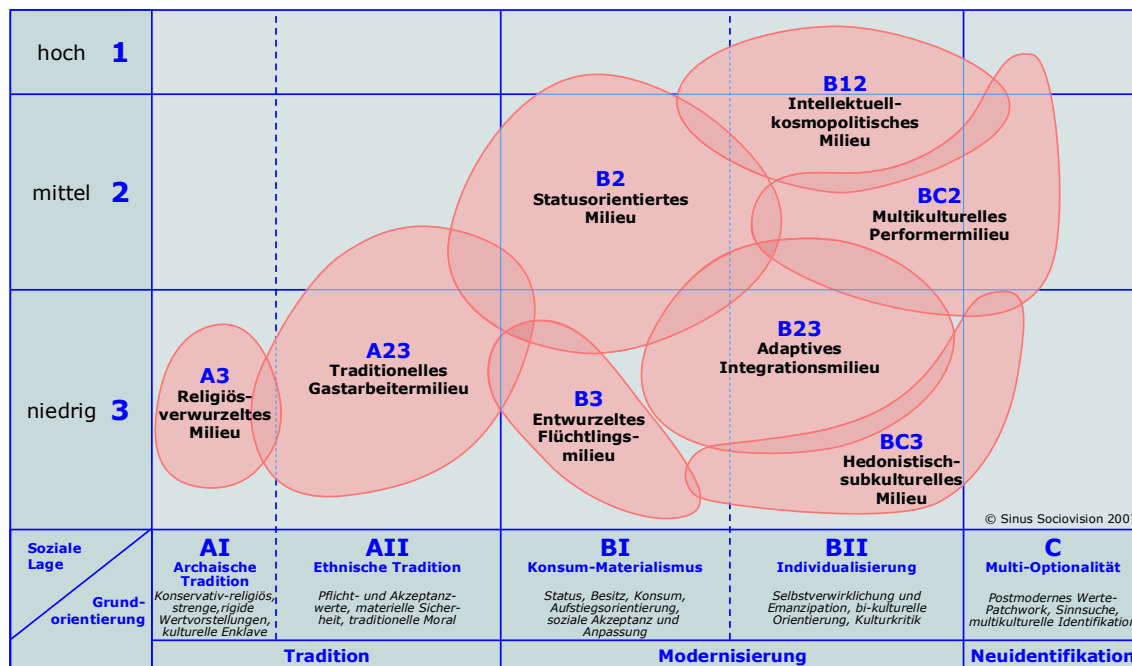 hoch 1
mittel 2
niedrig 3
B12
Intellektuell-
kosmopolitisches
Milieu
B2
Statusorientiertes
Milieu
BC2
Multikulturelles
Performermilieu
A3
Religiös-
verwurzeltes
Milieu
A23
Traditionelles
Gastarbeitermilieu
B3
Entwurzeltes
Flüchtlings-
milieu
B23
Adaptives
Integrationsmilieu
BC3
Hedonistisch-
subkulturelles
Milieu
© Sinus Sociovision 2007
Soziale
Lage
Grund-
orientierung
AI
Archaische
Tradition
Konservativ-religiös,
strenge,rigide
Wertvorstellungen,
kulturelle Enklave
AII
Ethnische Tradition
Pflicht- und Akzeptanz-
werte, materielle Sicher-
heit, traditionelle Moral
BI
Konsum-Materialismus
Status, Besitz, Konsum,
Aufstiegsorientierung,
soziale Akzeptanz und
Anpassung
BII
Individualisierung
Selbstverwirklichung und
Emanzipation, bi-kulturelle
Orientierung, Kulturkritik
C
Multi-Optionalität
Postmodernes Werte-
Patchwork, Sinnsuche,
multikulturelle Identifikation
Tradition
Modernisierung
Neuidentifikation